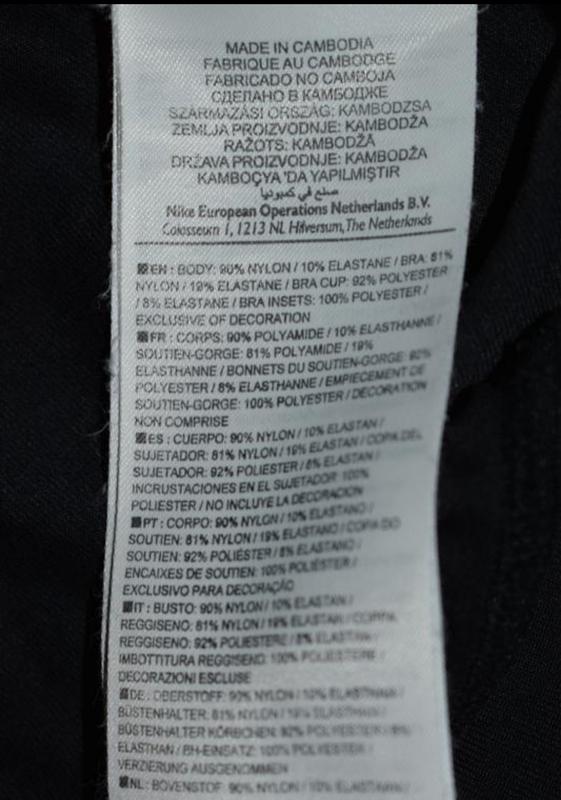 MADE IN CAMBODIA
FABRIQUE AU CAMBODGE
FABRICADO NO CAMBOJA
СДЕЛАНО В КАМБОДЖЕ
SZÁRMAZÁSI ORSZÁG: KAMBODZSA
ZEMLJA PROIZVODNJE: KAMBODŽA
RAŽOTS: KAMBODŽĀ
DRŽAVA PROIZVODNJE: KAMBODŽA
KAMBOÇYA 'DA YAPILMIŞTIR
صنع في كمبوديا
Nike European Operations Netherlands B.V.
Colosseum 1, 1213 NL Hilversum, The Netherlands
EN : BODY: 90% NYLON / 10% ELASTANE / BRA: 81%
NYLON / 19% ELASTANE / BRA CUP: 92% POLYESTER
/ 8% ELASTANE / BRA INSETS: 100% POLYESTER /
EXCLUSIVE OF DECORATION
FR : CORPS: 90% POLYAMIDE / 10% ELASTHANNE /
SOUTIEN-GORGE: 81% POLYAMIDE / 19%
ELASTHANNE / BONNETS DU SOUTIEN-GORGE: 92%
POLYESTER / 8% ELASTHANNE / EMPIECEMENT DE
SOUTIEN-GORGE: 100% POLYESTER / DECORATION
NON COMPRISE
ES : CUERPO: 90% NYLON / 10% ELASTAN /
SUJETADOR: 81% NYLON / 19% ELASTAN / COPA DEL
SUJETADOR: 92% POLIESTER / 8% ELASTAN /
INCRUSTACIONES EN EL SUJETADOR: 100%
POLIESTER / NO INCLUYE LA DECORACION
PT : CORPO: 90% NYLON / 10% ELASTANO /
SOUTIEN: 81% NYLON / 19% ELASTANO / COPA DO
SOUTIEN: 92% POLIÉSTER / 8% ELASTANO /
ENCAIXES DE SOUTIEN: 100% POLIÉSTER /
EXCLUSIVO PARA DECORAÇÃO
IT : BUSTO: 90% NYLON / 10% ELASTAN /
REGGISENO: 81% NYLON / 19% ELASTAN / COPPA
REGGISENO: 92% POLIESTERE / 8% ELASTAN /
IMBOTTITURA REGGISENO: 100% POLIESTERE /
DECORAZIONI ESCLUSE
DE : OBERSTOFF: 90% NYLON / 10% ELASTHAN /
BÜSTENHALTER: 81% NYLON / 19% ELASTHAN /
BÜSTENHALTER KÖRBCHEN: 92% POLYESTER / 8%
ELASTHAN / BH-EINSATZ: 100% POLYESTER /
VERZIERUNG AUSGENOMMEN
NL : BOVENSTOF: 90% NYLON / 10% ELASTAAN /